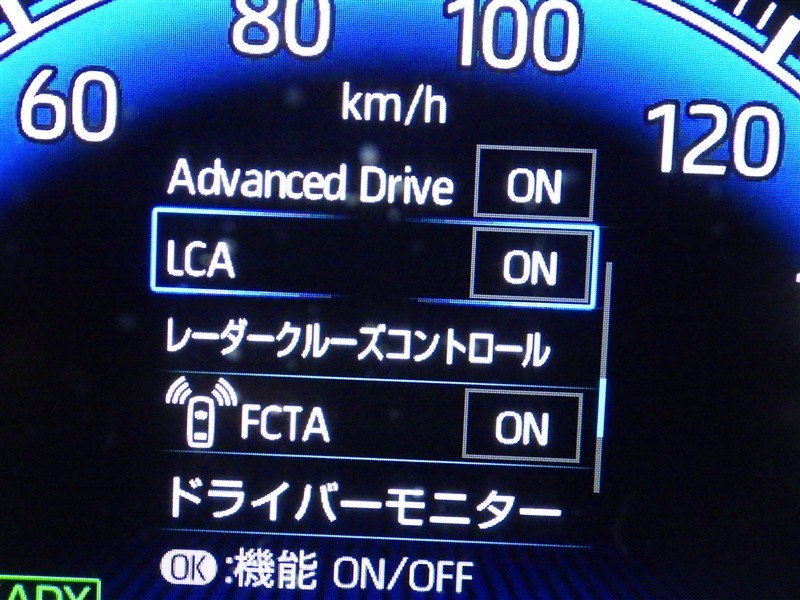 80 100
60 km/h 120
Advanced Drive ON
LCA ON
レーダークルーズコントロール
FCTA ON
ドライバーモニター
OK:機能 ON/OFF